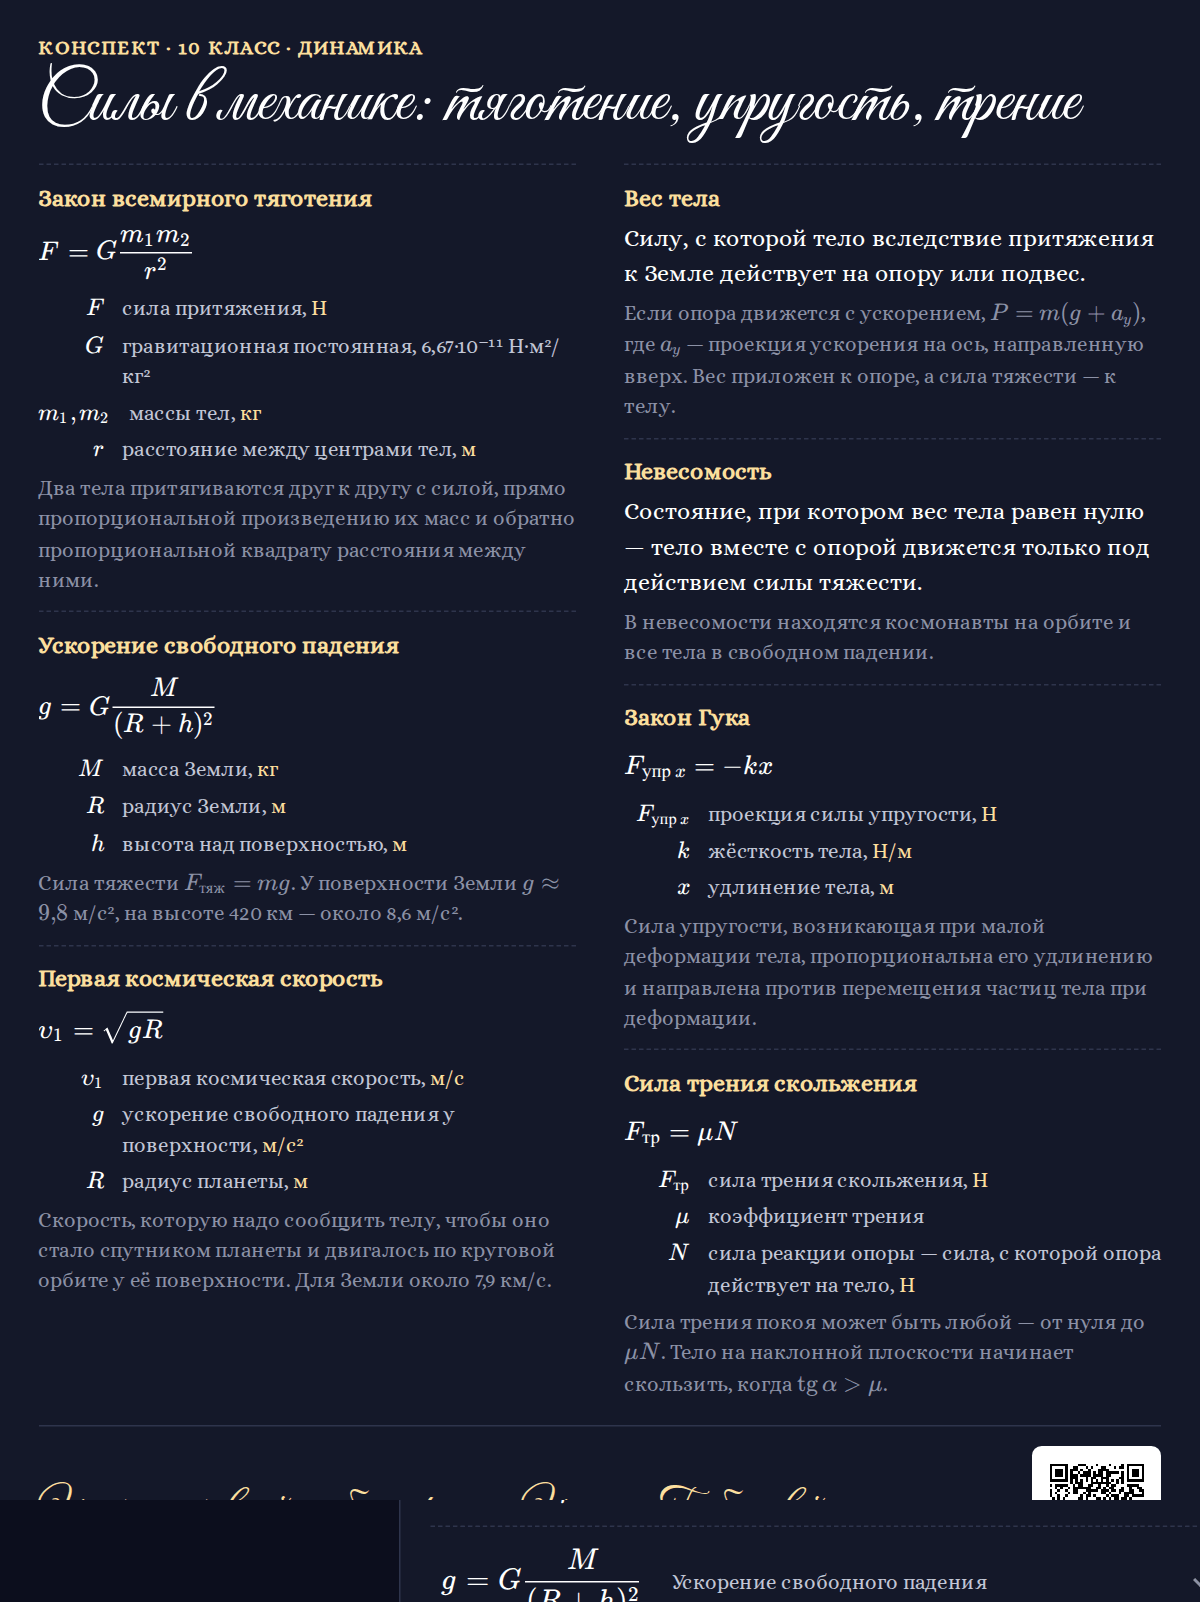 КОНСПЕКТ · 10 КЛАСС · ДИНАМИКА
Силы в механике: тяготение, упругость, трение
Закон всемирного тяготения
F = G m₁m₂ / r²
F сила притяжения, Н
G гравитационная постоянная, 6,67·10⁻¹¹ Н·м²/
кг²
m₁, m₂ массы тел, кг
r расстояние между центрами тел, м
Два тела притягиваются друг к другу с силой, прямо
пропорциональной произведению их масс и обратно
пропорциональной квадрату расстояния между
ними.
Ускорение свободного падения
g = G M / (R + h)²
M масса Земли, кг
R радиус Земли, м
h высота над поверхностью, м
Сила тяжести Fтяж = mg. У поверхности Земли g ≈
9,8 м/с², на высоте 420 км — около 8,6 м/с².
Первая космическая скорость
υ₁ = √gR
υ₁ первая космическая скорость, м/с
g ускорение свободного падения у
поверхности, м/с²
R радиус планеты, м
Скорость, которую надо сообщить телу, чтобы оно
стало спутником планеты и двигалось по круговой
орбите у её поверхности. Для Земли около 7,9 км/с.
Вес тела
Силу, с которой тело вследствие притяжения
к Земле действует на опору или подвес.
Если опора движется с ускорением, P = m(g + a_y),
где a_y — проекция ускорения на ось, направленную
вверх. Вес приложен к опоре, а сила тяжести — к
телу.
Невесомость
Состояние, при котором вес тела равен нулю
— тело вместе с опорой движется только под
действием силы тяжести.
В невесомости находятся космонавты на орбите и
все тела в свободном падении.
Закон Гука
Fупр x = −kx
Fупр x проекция силы упругости, Н
k жёсткость тела, Н/м
x удлинение тела, м
Сила упругости, возникающая при малой
деформации тела, пропорциональна его удлинению
и направлена против перемещения частиц тела при
деформации.
Сила трения скольжения
Fтр = μN
Fтр сила трения скольжения, Н
μ коэффициент трения
N сила реакции опоры — сила, с которой опора
действует на тело, Н
Сила трения покоя может быть любой — от нуля до
μN. Тело на наклонной плоскости начинает
скользить, когда tg α > μ.
g = G M / (R + h)² Ускорение свободного падения